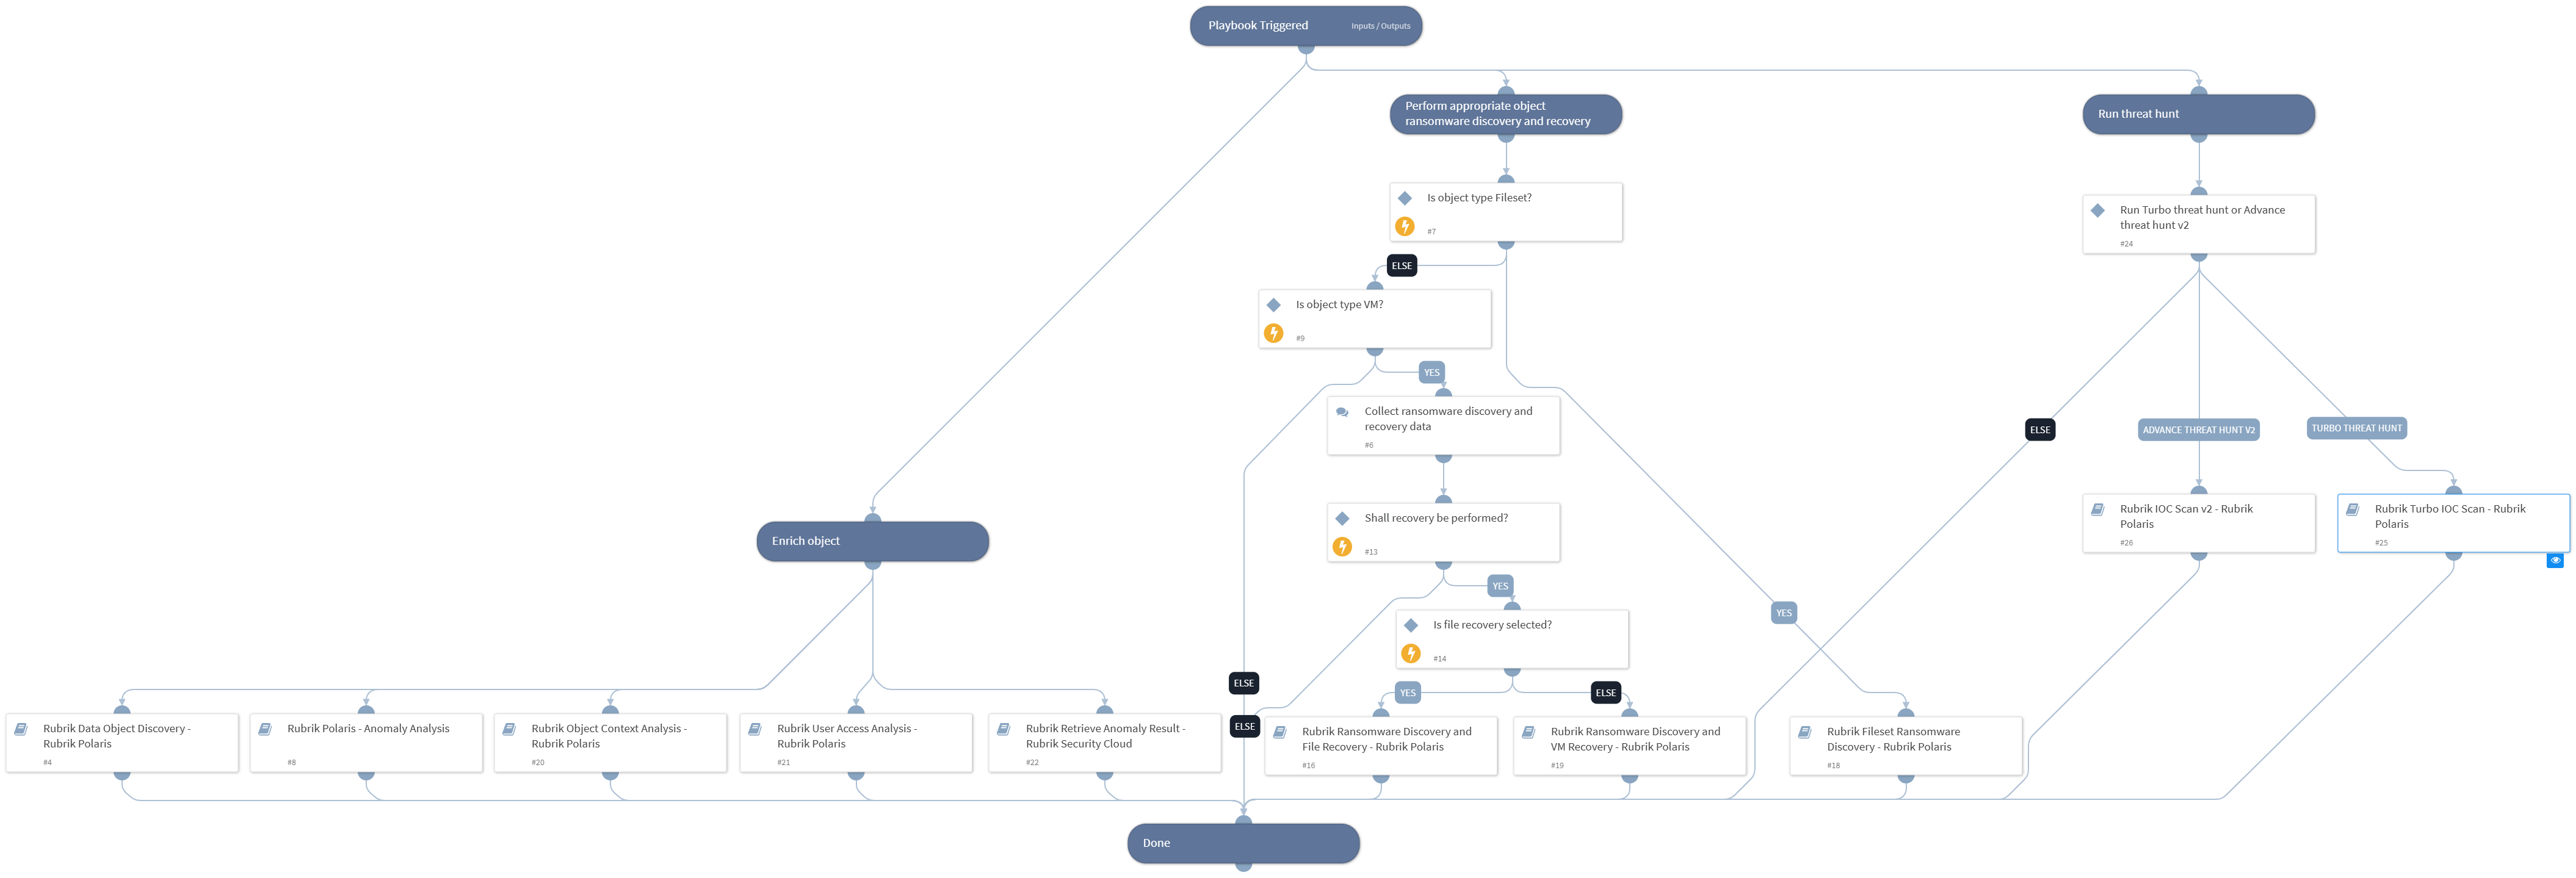 Playbook Triggered
Inputs / Outputs
Perform appropriate object
ransomware discovery and recovery
Run threat hunt
Is object type Fileset?
#7
Run Turbo threat hunt or Advance
threat hunt v2
#24
ELSE
Is object type VM?
#9
YES
Collect ransomware discovery and
recovery data
#6
ELSE
ADVANCE THREAT HUNT V2
TURBO THREAT HUNT
Shall recovery be performed?
#13
Rubrik IOC Scan v2 - Rubrik
Polaris
#26
Rubrik Turbo IOC Scan - Rubrik
Polaris
#25
Enrich object
YES
YES
Is file recovery selected?
#14
ELSE
YES
ELSE
ELSE
Rubrik Data Object Discovery -
Rubrik Polaris
#4
Rubrik Polaris - Anomaly Analysis
#8
Rubrik Object Context Analysis -
Rubrik Polaris
#20
Rubrik User Access Analysis -
Rubrik Polaris
#21
Rubrik Retrieve Anomaly Result -
Rubrik Security Cloud
#22
Rubrik Ransomware Discovery and
File Recovery - Rubrik Polaris
#16
Rubrik Ransomware Discovery and
VM Recovery - Rubrik Polaris
#19
Rubrik Fileset Ransomware
Discovery - Rubrik Polaris
#18
Done